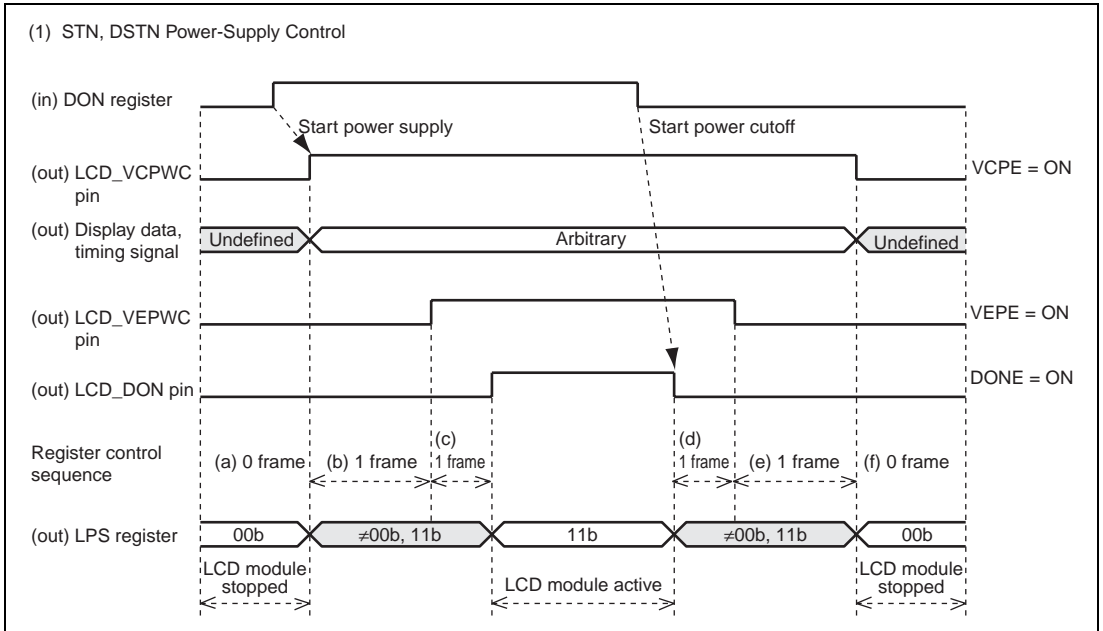 (1) STN, DSTN Power-Supply Control
(in) DON register
Start power supply
Start power cutoff
(out) LCD_VCPWC
pin
VCPE = ON
(out) Display data,
timing signal
Undefined
Arbitrary
Undefined
(out) LCD_VEPWC
pin
VEPE = ON
(out) LCD_DON pin
DONE = ON
Register control
sequence
(a) 0 frame
(b) 1 frame
(c)
1 frame
(d)
1 frame
(e) 1 frame
(f) 0 frame
(out) LPS register
00b
≠00b, 11b
11b
≠00b, 11b
00b
LCD module
stopped
LCD module active
LCD module
stopped